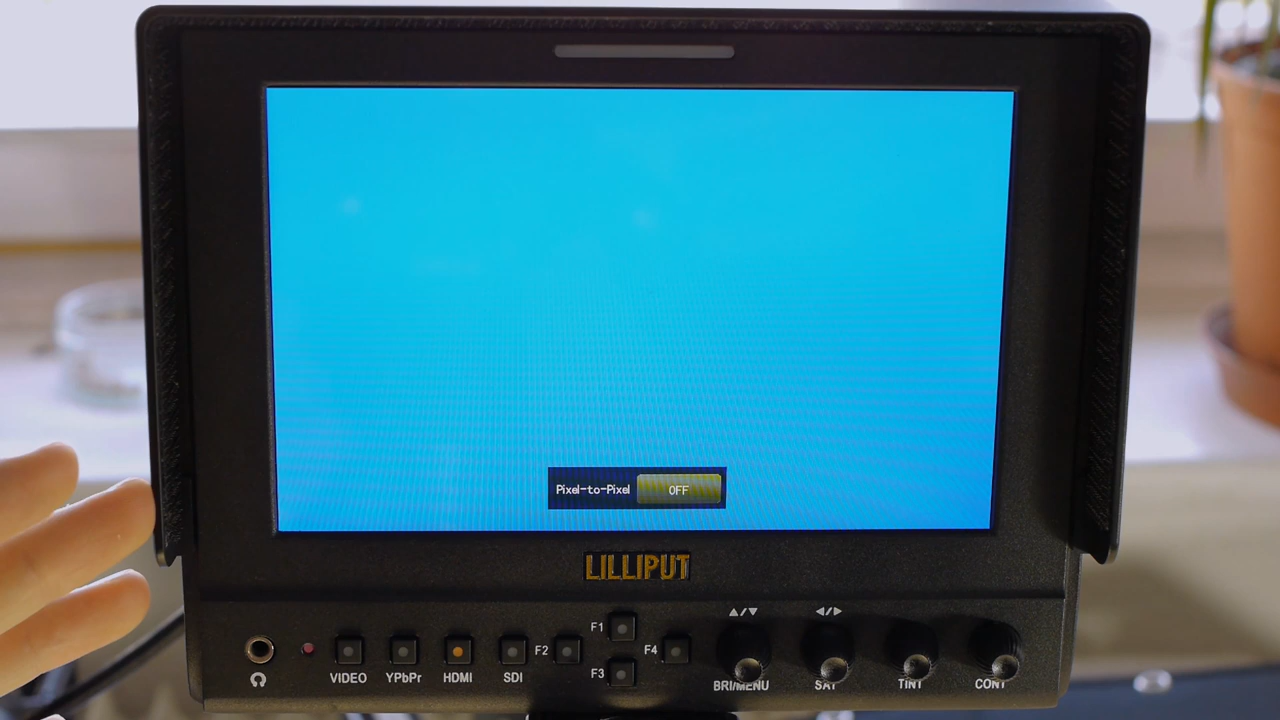 Pixel-to-Pixel OFF
LILLIPUT
▲/▼ ◀/▶
F1
F2 F4
F3
VIDEO YPbPr HDMI SDI
BRI/MENU SAT TINT CONT